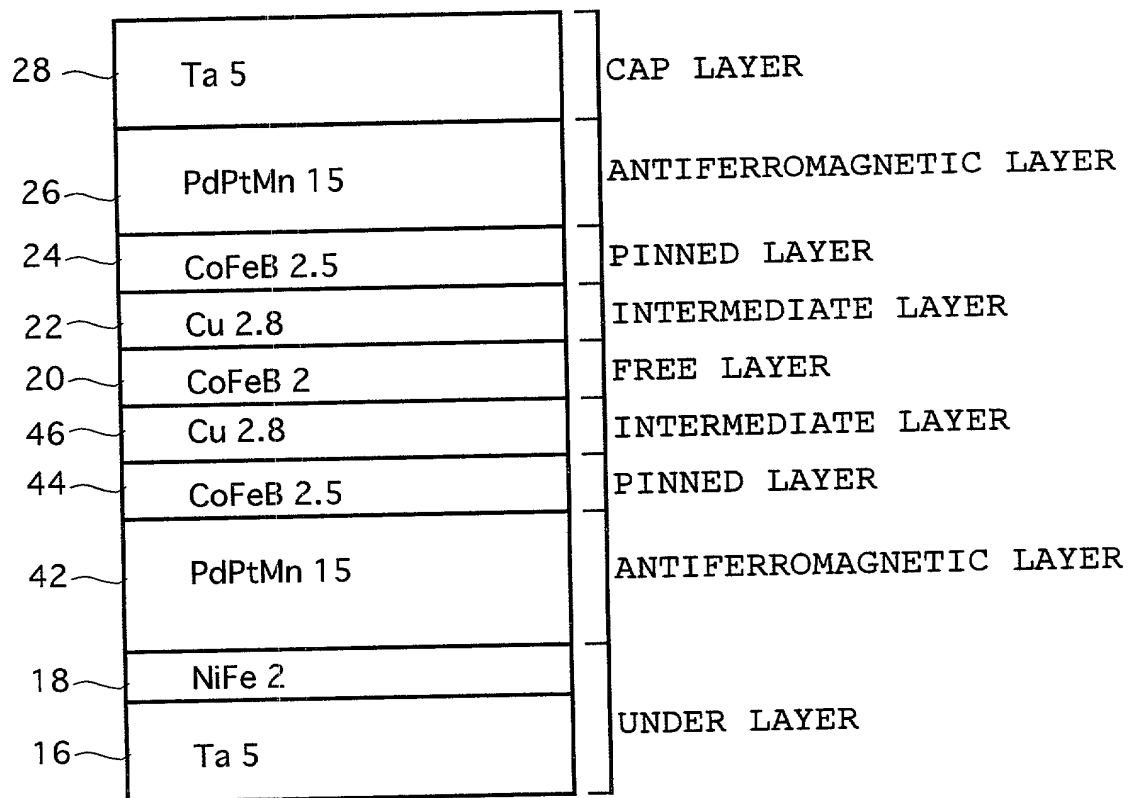 28 Ta 5 CAP LAYER
26 PdPtMn 15 ANTIFERROMAGNETIC LAYER
24 CoFeB 2.5 PINNED LAYER
22 Cu 2.8 INTERMEDIATE LAYER
20 CoFeB 2 FREE LAYER
46 Cu 2.8 INTERMEDIATE LAYER
44 CoFeB 2.5 PINNED LAYER
42 PdPtMn 15 ANTIFERROMAGNETIC LAYER
18 NiFe 2
UNDER LAYER
16 Ta 5